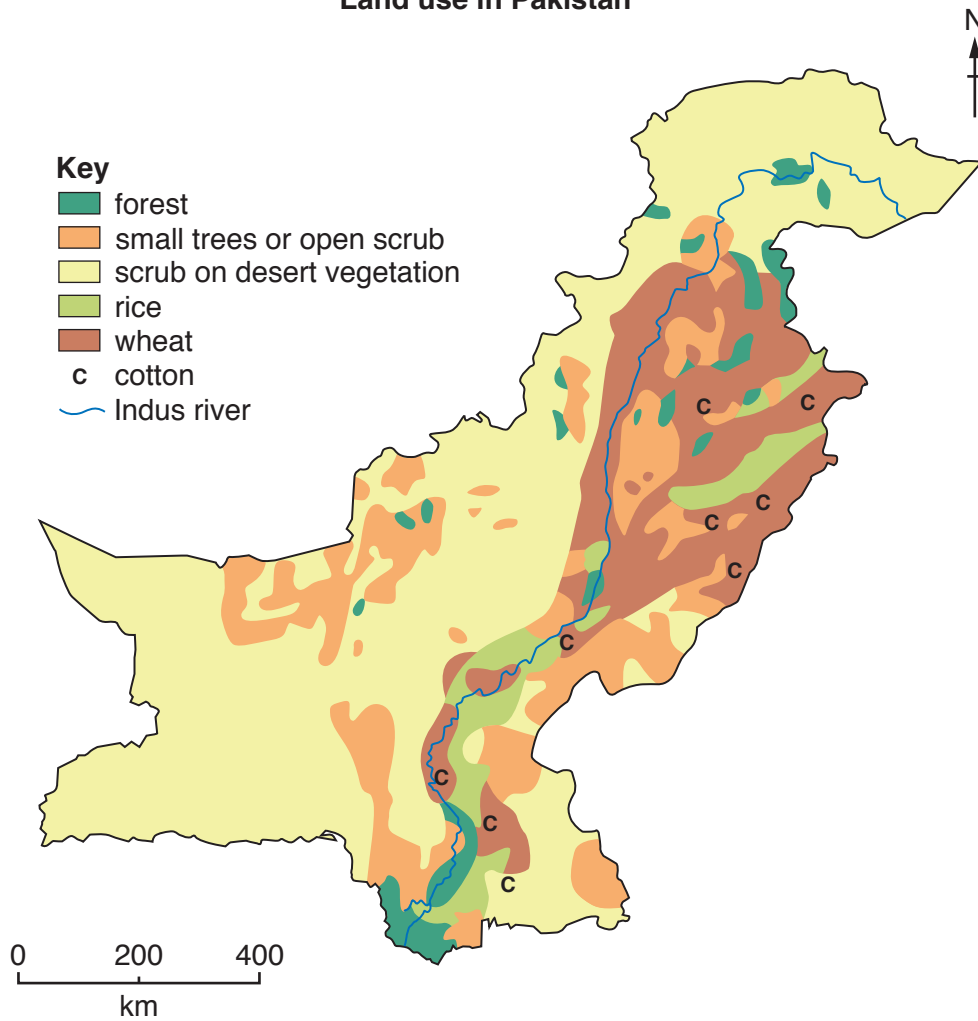 Land use in Pakistan
N
Key
forest
small trees or open scrub
scrub on desert vegetation
rice
wheat
C cotton
Indus river
C
C
C
C
C
C
C
C
C
0 200 400
km